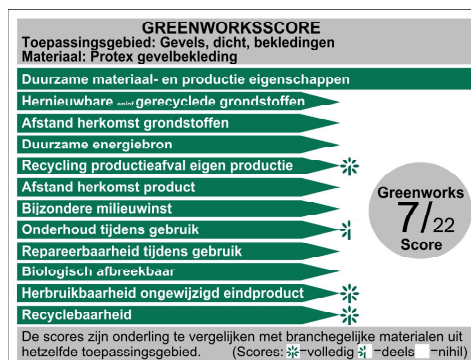 GREENWORKSSCORE
Toepassingsgebied: Gevels, dicht, bekledingen
Materiaal: Protex gevelbekleding
Duurzame materiaal- en productie eigenschappen
Hernieuwbare en/of gerecyclede grondstoffen
Afstand herkomst grondstoffen
Duurzame energiebron
Recycling productieafval eigen productie
Afstand herkomst product
Bijzondere milieuwinst
Onderhoud tijdens gebruik
Repareerbaarheid tijdens gebruik
Biologisch afbreekbaar
Herbruikbaarheid ongewijzigd eindproduct
Recyclebaarheid
Greenworks
7/22
Score
De scores zijn onderling te vergelijken met branchegelijke materialen uit
hetzelfde toepassingsgebied. (Scores: =volledig =deels =nihil)